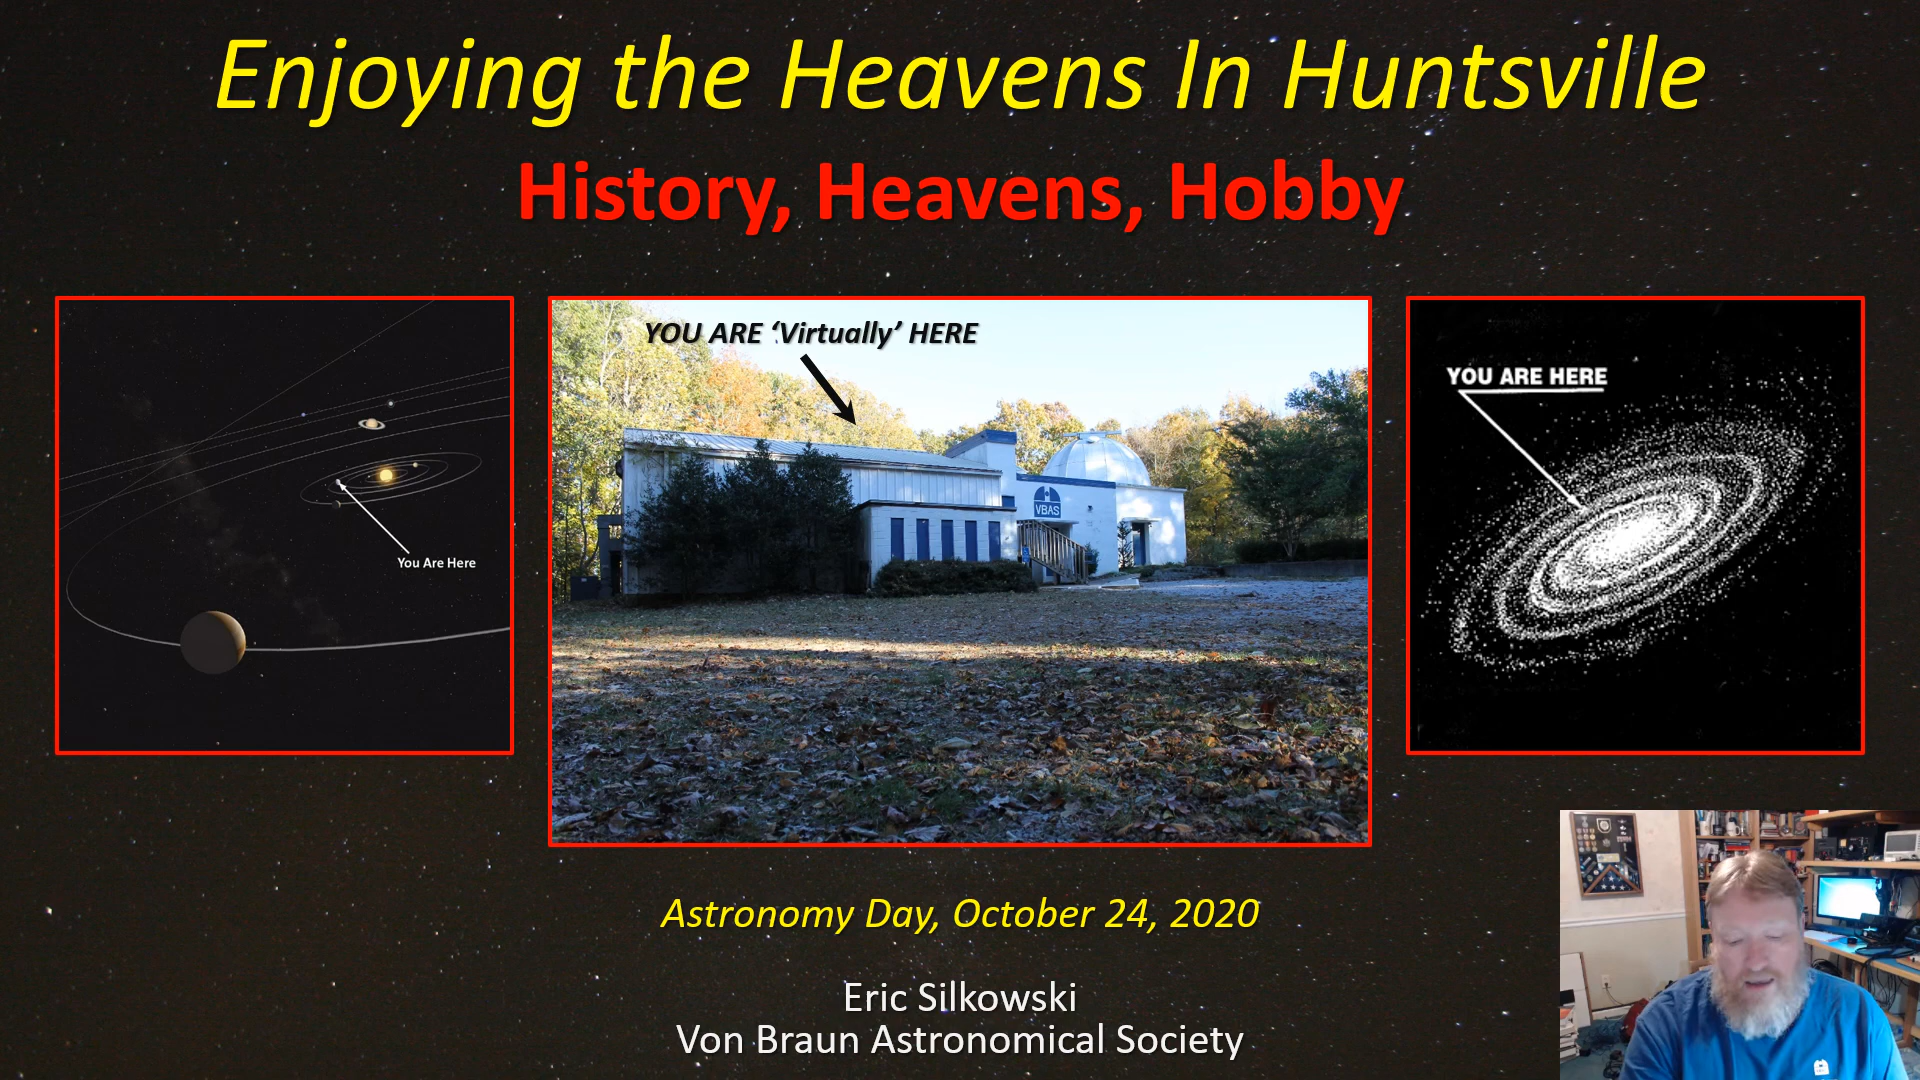 Enjoying the Heavens In Huntsville
History, Heavens, Hobby
YOU ARE ‘Virtually’ HERE
YOU ARE HERE
You Are Here
VBAS
Astronomy Day, October 24, 2020
Eric Silkowski
Von Braun Astronomical Society